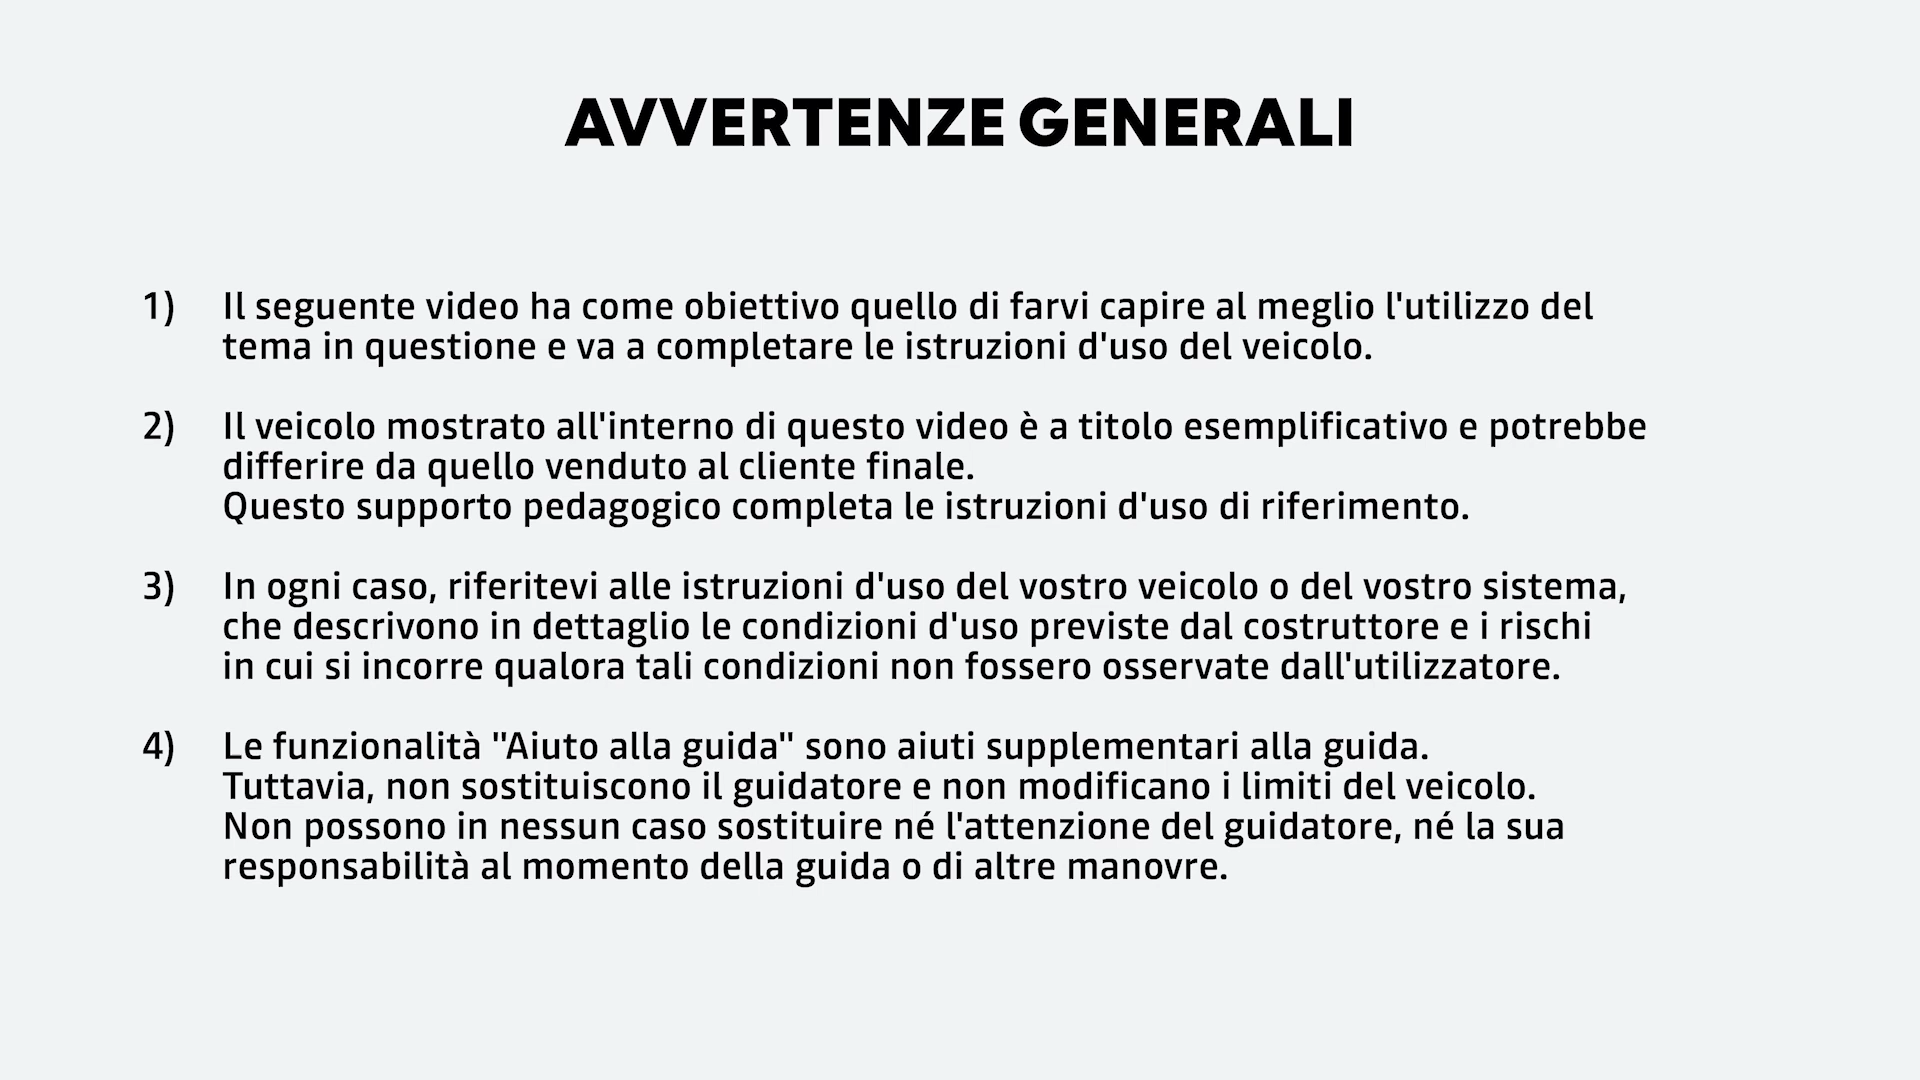 AVVERTENZE GENERALI
1) Il seguente video ha come obiettivo quello di farvi capire al meglio l'utilizzo del
tema in questione e va a completare le istruzioni d'uso del veicolo.
2) Il veicolo mostrato all'interno di questo video è a titolo esemplificativo e potrebbe
differire da quello venduto al cliente finale.
Questo supporto pedagogico completa le istruzioni d'uso di riferimento.
3) In ogni caso, riferitevi alle istruzioni d'uso del vostro veicolo o del vostro sistema,
che descrivono in dettaglio le condizioni d'uso previste dal costruttore e i rischi
in cui si incorre qualora tali condizioni non fossero osservate dall'utilizzatore.
4) Le funzionalità "Aiuto alla guida" sono aiuti supplementari alla guida.
Tuttavia, non sostituiscono il guidatore e non modificano i limiti del veicolo.
Non possono in nessun caso sostituire né l'attenzione del guidatore, né la sua
responsabilità al momento della guida o di altre manovre.